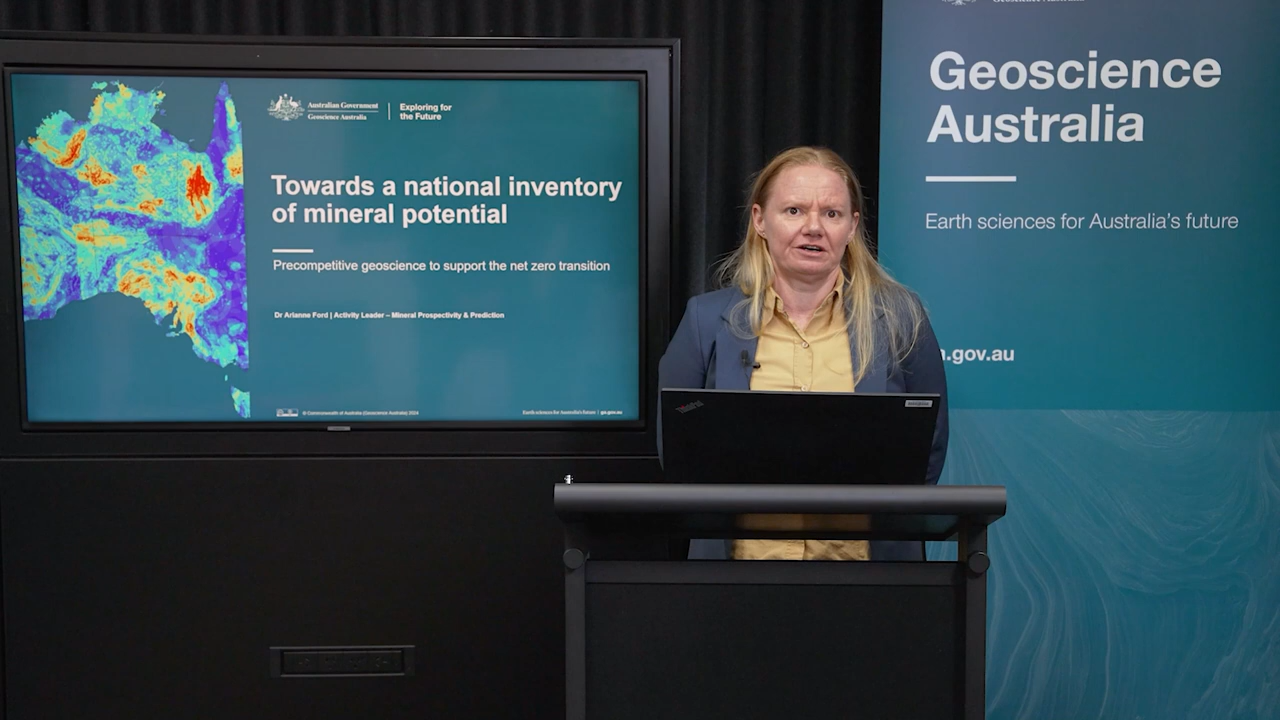 Australian Government
Geoscience Australia
Exploring for
the Future
Towards a national inventory
of mineral potential
Precompetitive geoscience to support the net zero transition
Dr Arianne Ford | Activity Leader – Mineral Prospectivity & Prediction
© Commonwealth of Australia (Geoscience Australia) 2024
Earth sciences for Australia's future | ga.gov.au
Geoscience
Australia
Earth sciences for Australia's future
.gov.au
ThinkPad